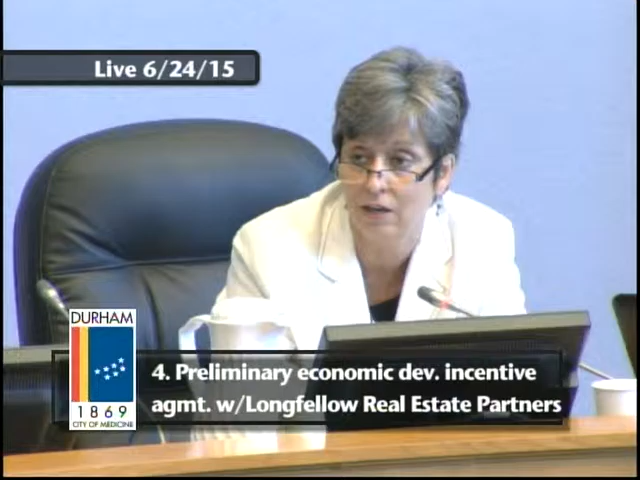 Live 6/24/15
DURHAM
1869
CITY OF MEDICINE
4. Preliminary economic dev. incentive
agmt. w/Longfellow Real Estate Partners